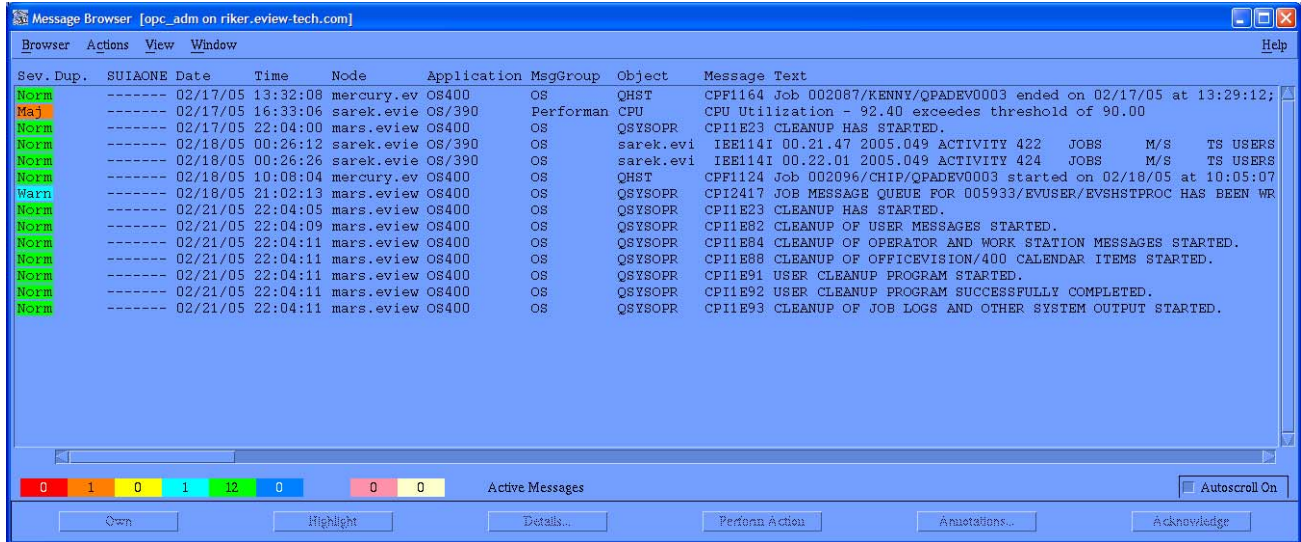 Message Browser [opc_adm on riker.eview-tech.com]
Browser Actions View Window Help
Sev. Dup. SUIAONE Date Time Node Application MsgGroup Object Message Text
Norm ------- 02/17/05 13:32:08 mercury.ev OS400 OS QHST CPF1164 Job 002087/KENNY/QPADEV0003 ended on 02/17/05 at 13:29:12;
Maj ------- 02/17/05 16:33:06 sarek.evie OS/390 Performan CPU CPU Utilization - 92.40 exceedes threshold of 90.00
Norm ------- 02/17/05 22:04:00 mars.eview OS400 OS QSYSOPR CPI1E23 CLEANUP HAS STARTED.
Norm ------- 02/18/05 00:26:12 sarek.evie OS/390 OS sarek.evi IEE114I 00.21.47 2005.049 ACTIVITY 422 JOBS M/S TS USERS
Norm ------- 02/18/05 00:26:26 sarek.evie OS/390 OS sarek.evi IEE114I 00.22.01 2005.049 ACTIVITY 424 JOBS M/S TS USERS
Norm ------- 02/18/05 10:08:04 mercury.ev OS400 OS QHST CPF1124 Job 002096/CHIP/QPADEV0003 started on 02/18/05 at 10:05:07
Warn ------- 02/18/05 21:02:13 mars.eview OS400 OS QSYSOPR CPI2417 JOB MESSAGE QUEUE FOR 005933/EVUSER/EVSHSTPROC HAS BEEN WR
Norm ------- 02/21/05 22:04:05 mars.eview OS400 OS QSYSOPR CPI1E23 CLEANUP HAS STARTED.
Norm ------- 02/21/05 22:04:09 mars.eview OS400 OS QSYSOPR CPI1E82 CLEANUP OF USER MESSAGES STARTED.
Norm ------- 02/21/05 22:04:11 mars.eview OS400 OS QSYSOPR CPI1E84 CLEANUP OF OPERATOR AND WORK STATION MESSAGES STARTED.
Norm ------- 02/21/05 22:04:11 mars.eview OS400 OS QSYSOPR CPI1E88 CLEANUP OF OFFICEVISION/400 CALENDAR ITEMS STARTED.
Norm ------- 02/21/05 22:04:11 mars.eview OS400 OS QSYSOPR CPI1E91 USER CLEANUP PROGRAM STARTED.
Norm ------- 02/21/05 22:04:11 mars.eview OS400 OS QSYSOPR CPI1E92 USER CLEANUP PROGRAM SUCCESSFULLY COMPLETED.
Norm ------- 02/21/05 22:04:11 mars.eview OS400 OS QSYSOPR CPI1E93 CLEANUP OF JOB LOGS AND OTHER SYSTEM OUTPUT STARTED.
0 1 0 1 12 0 0 0 Active Messages Autoscroll On
Own Highlight Details... Perform Action Annotations... Acknowledge